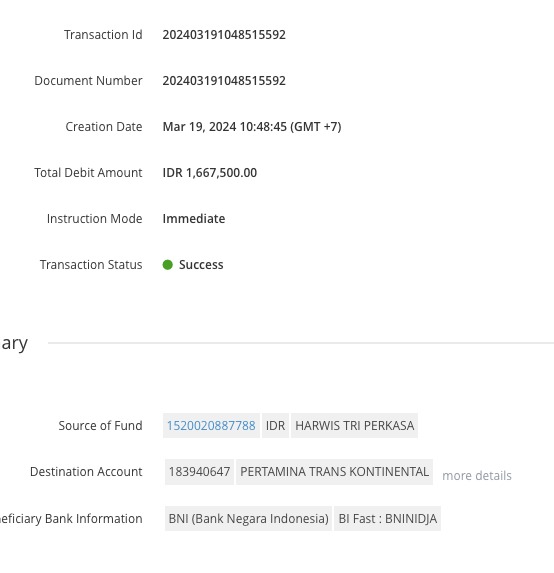 Transaction Id 202403191048515592
Document Number 202403191048515592
Creation Date Mar 19, 2024 10:48:45 (GMT +7)
Total Debit Amount IDR 1,667,500.00
Instruction Mode Immediate
Transaction Status Success
ary
Source of Fund 1520020887788 IDR HARWIS TRI PERKASA
Destination Account 183940647 PERTAMINA TRANS KONTINENTAL more details
eficiary Bank Information BNI (Bank Negara Indonesia) BI Fast : BNINIDJA